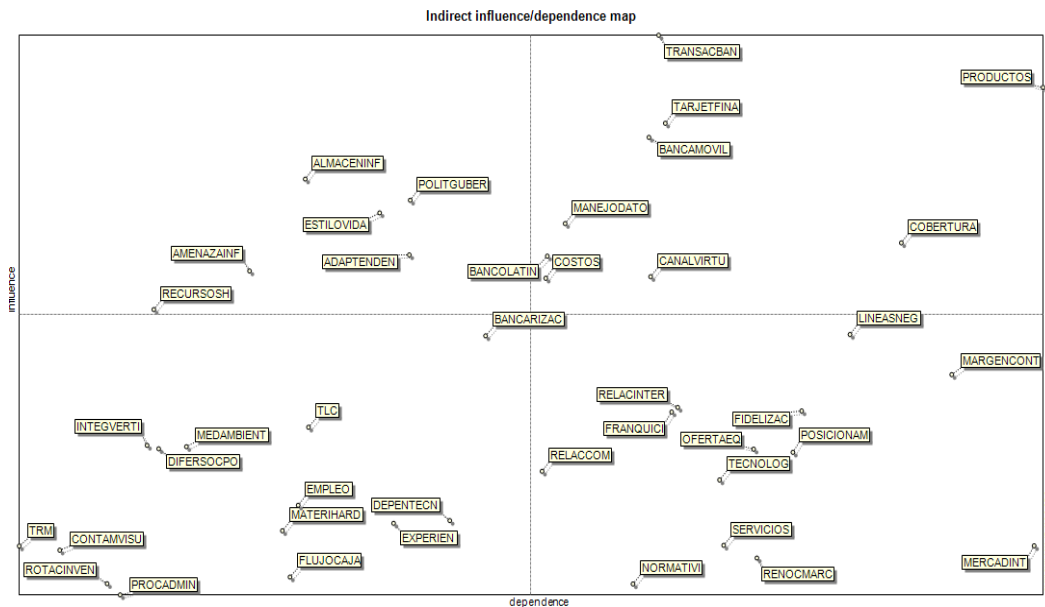 Indirect influence/dependence map
TRANSACBAN
PRODUCTOS
TARJETFINA
BANCAMOVIL
ALMACENINF
POLITGUBER
MANEJODATO
ESTILOVIDA
COBERTURA
AMENAZAINF
ADAPTENDEN
BANCOLATIN
COSTOS
CANALVIRTU
RECURSOSH
influence
BANCARIZAC
LINEASNEG
MARGENCONT
RELACINTER
TLC
FIDELIZAC
INTEGVERTI
MEDAMBIENT
FRANQUICI
OFERTAEQ
POSICIONAM
DIFERSOCPO
RELACCOM
TECNOLOG
EMPLEO
DEPENTECN
MATERIHARD
TRM
CONTAMVISU
EXPERIEN
SERVICIOS
FLUJOCAJA
MERCADINT
ROTACINVEN
PROCADMIN
NORMATIVI
RENOCMARC
dependence